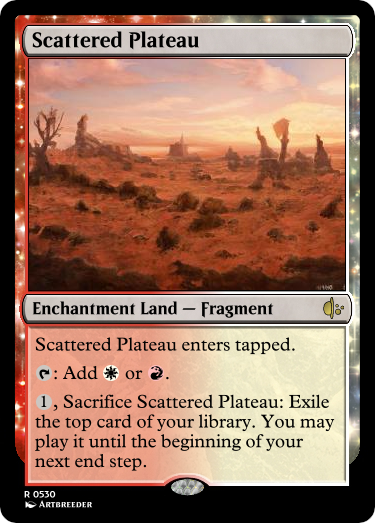 Scattered Plateau
Enchantment Land — Fragment
Scattered Plateau enters tapped.
: Add or .
1, Sacrifice Scattered Plateau: Exile
the top card of your library. You may
play it until the beginning of your
next end step.
R 0530
Artbreeder